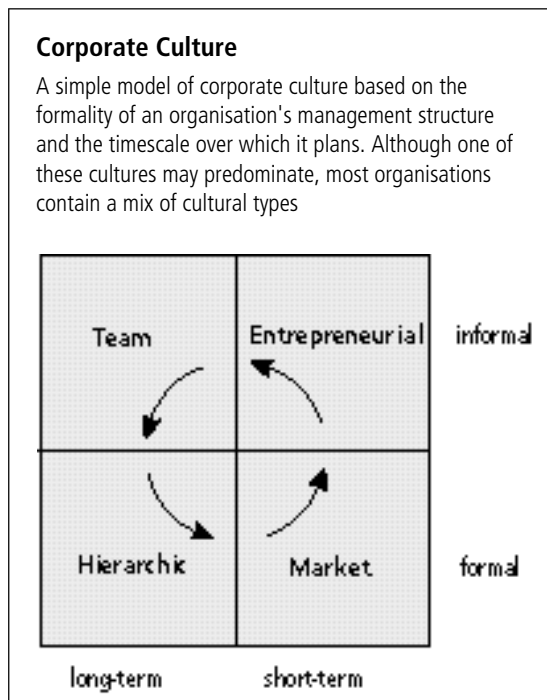 Corporate Culture
A simple model of corporate culture based on the
formality of an organisation's management structure
and the timescale over which it plans. Although one of
these cultures may predominate, most organisations
contain a mix of cultural types
Team Entrepreneurial informal
Hierarchic Market formal
long-term short-term